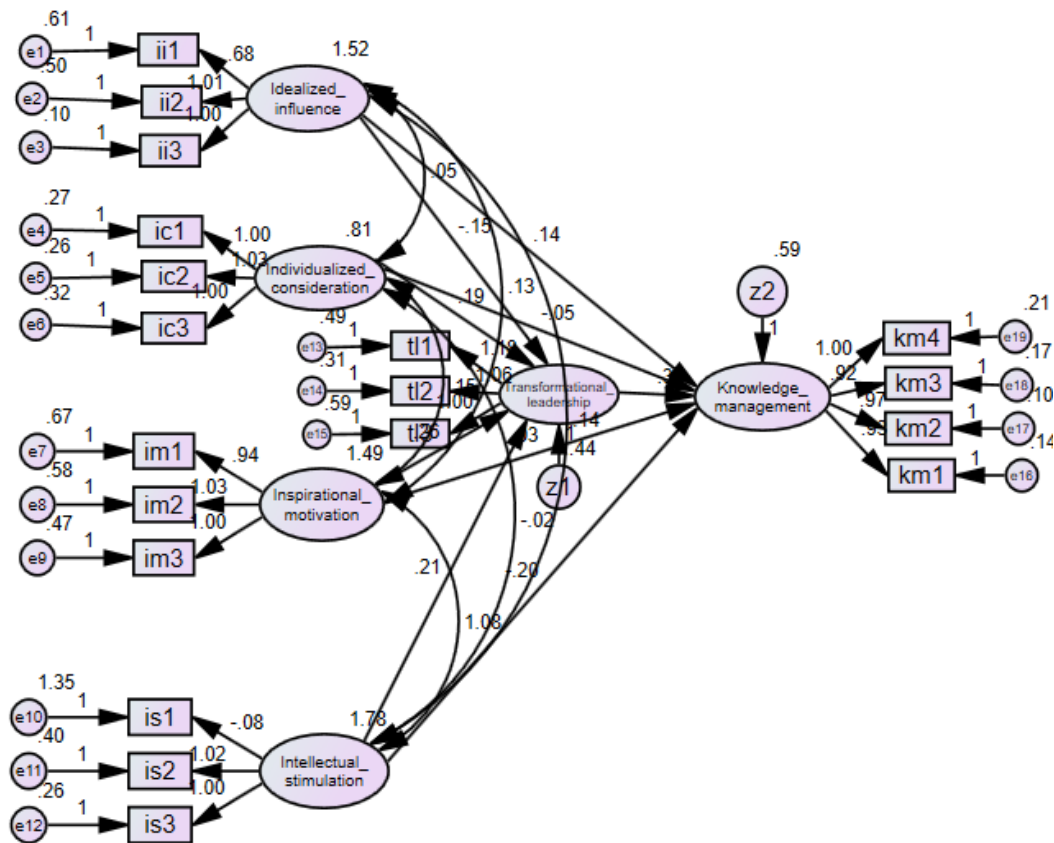 .61
1
e1
ii1
.68
1.52
.50
1
e2
ii2
1.01
Idealized_
influence
.10
1
e3
ii3
1.00
.05
.27
1
e4
ic1
1.00
.81
-.15
.14
.26
1
e5
ic2
1.03
Individualized_
consideration
.19
.13
-.05
.59
z2
1
.32
1
e6
ic3
1.00
.49
e13
1
tl1
.31
e14
1
tl2
1.06
.59
e15
1
Transformational_
leadership
Knowledge_
management
1.00
km4
1
.21
e19
.92
km3
1
.17
e18
.97
km2
1
.10
e17
km1
1
.14
e16
.67
1
e7
im1
.94
1.49
.26
.14
.44
1
z1
.58
1
e8
im2
1.03
Inspirational_
motivation
.47
1
e9
im3
1.00
-.02
.21
-.20
1.08
1.35
1
e10
is1
-.08
1.78
.40
1
e11
is2
1.02
Intellectual_
stimulation
.26
1
e12
is3
1.00